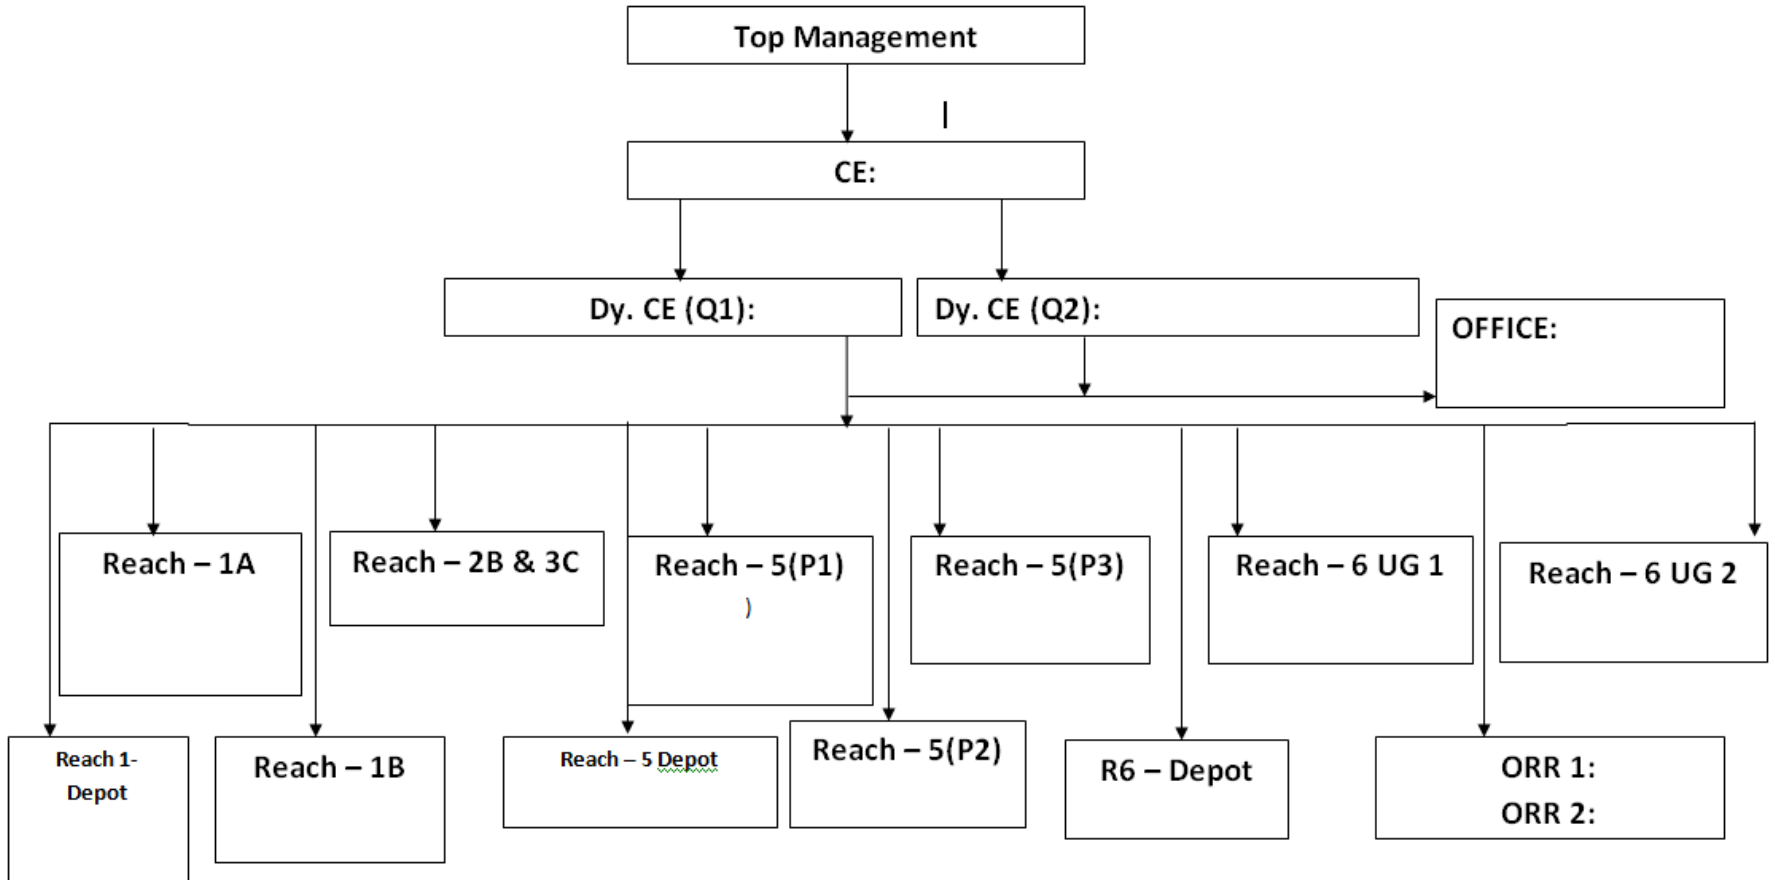 Top Management
CE:
Dy. CE (Q1):
Dy. CE (Q2):
OFFICE:
Reach – 1A
Reach – 2B & 3C
Reach – 5(P1)
)
Reach – 5(P3)
Reach – 6 UG 1
Reach – 6 UG 2
Reach 1-
Depot
Reach – 1B
Reach – 5 Depot
Reach – 5(P2)
R6 – Depot
ORR 1:
ORR 2: